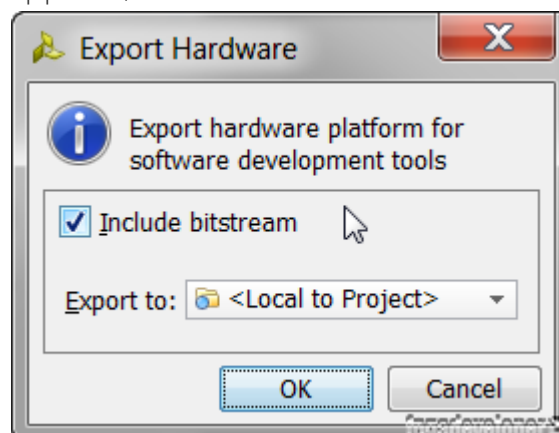 Export Hardware
Export hardware platform for
software development tools
Include bitstream
Export to: <Local to Project>
OK Cancel